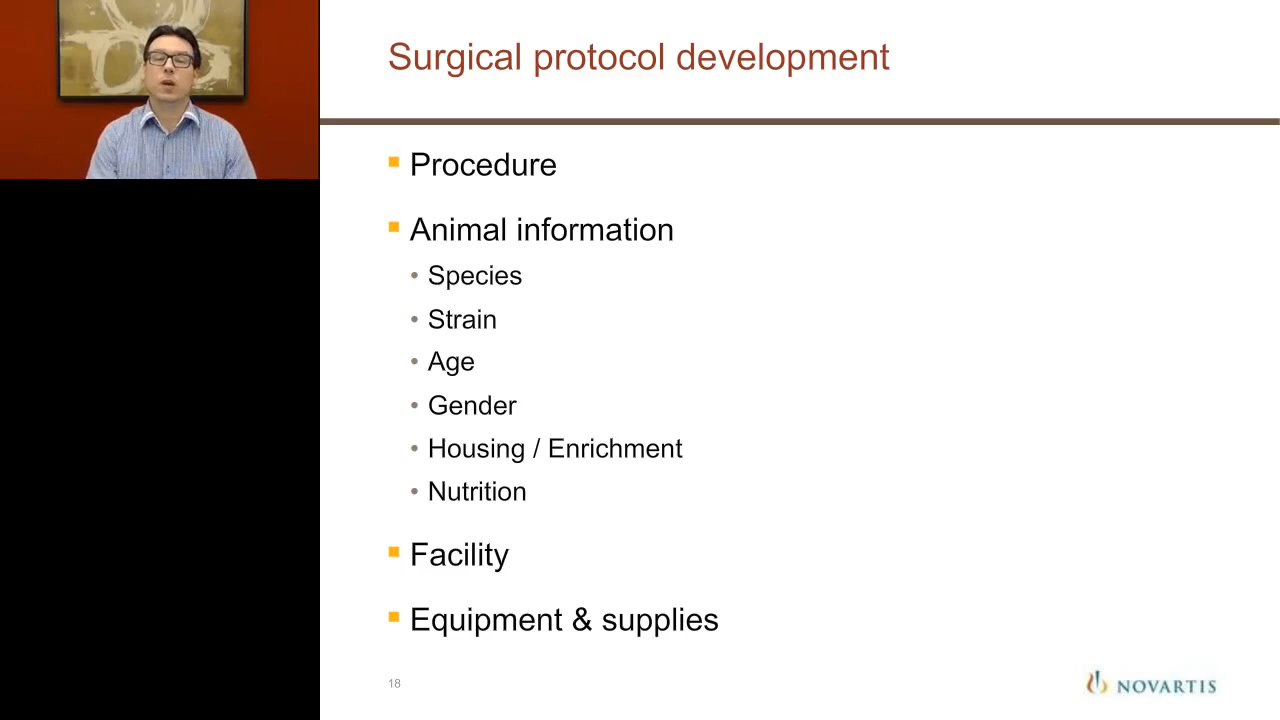 Surgical protocol development
Procedure
Animal information
Species
Strain
Age
Gender
Housing / Enrichment
Nutrition
Facility
Equipment & supplies
18
NOVARTIS